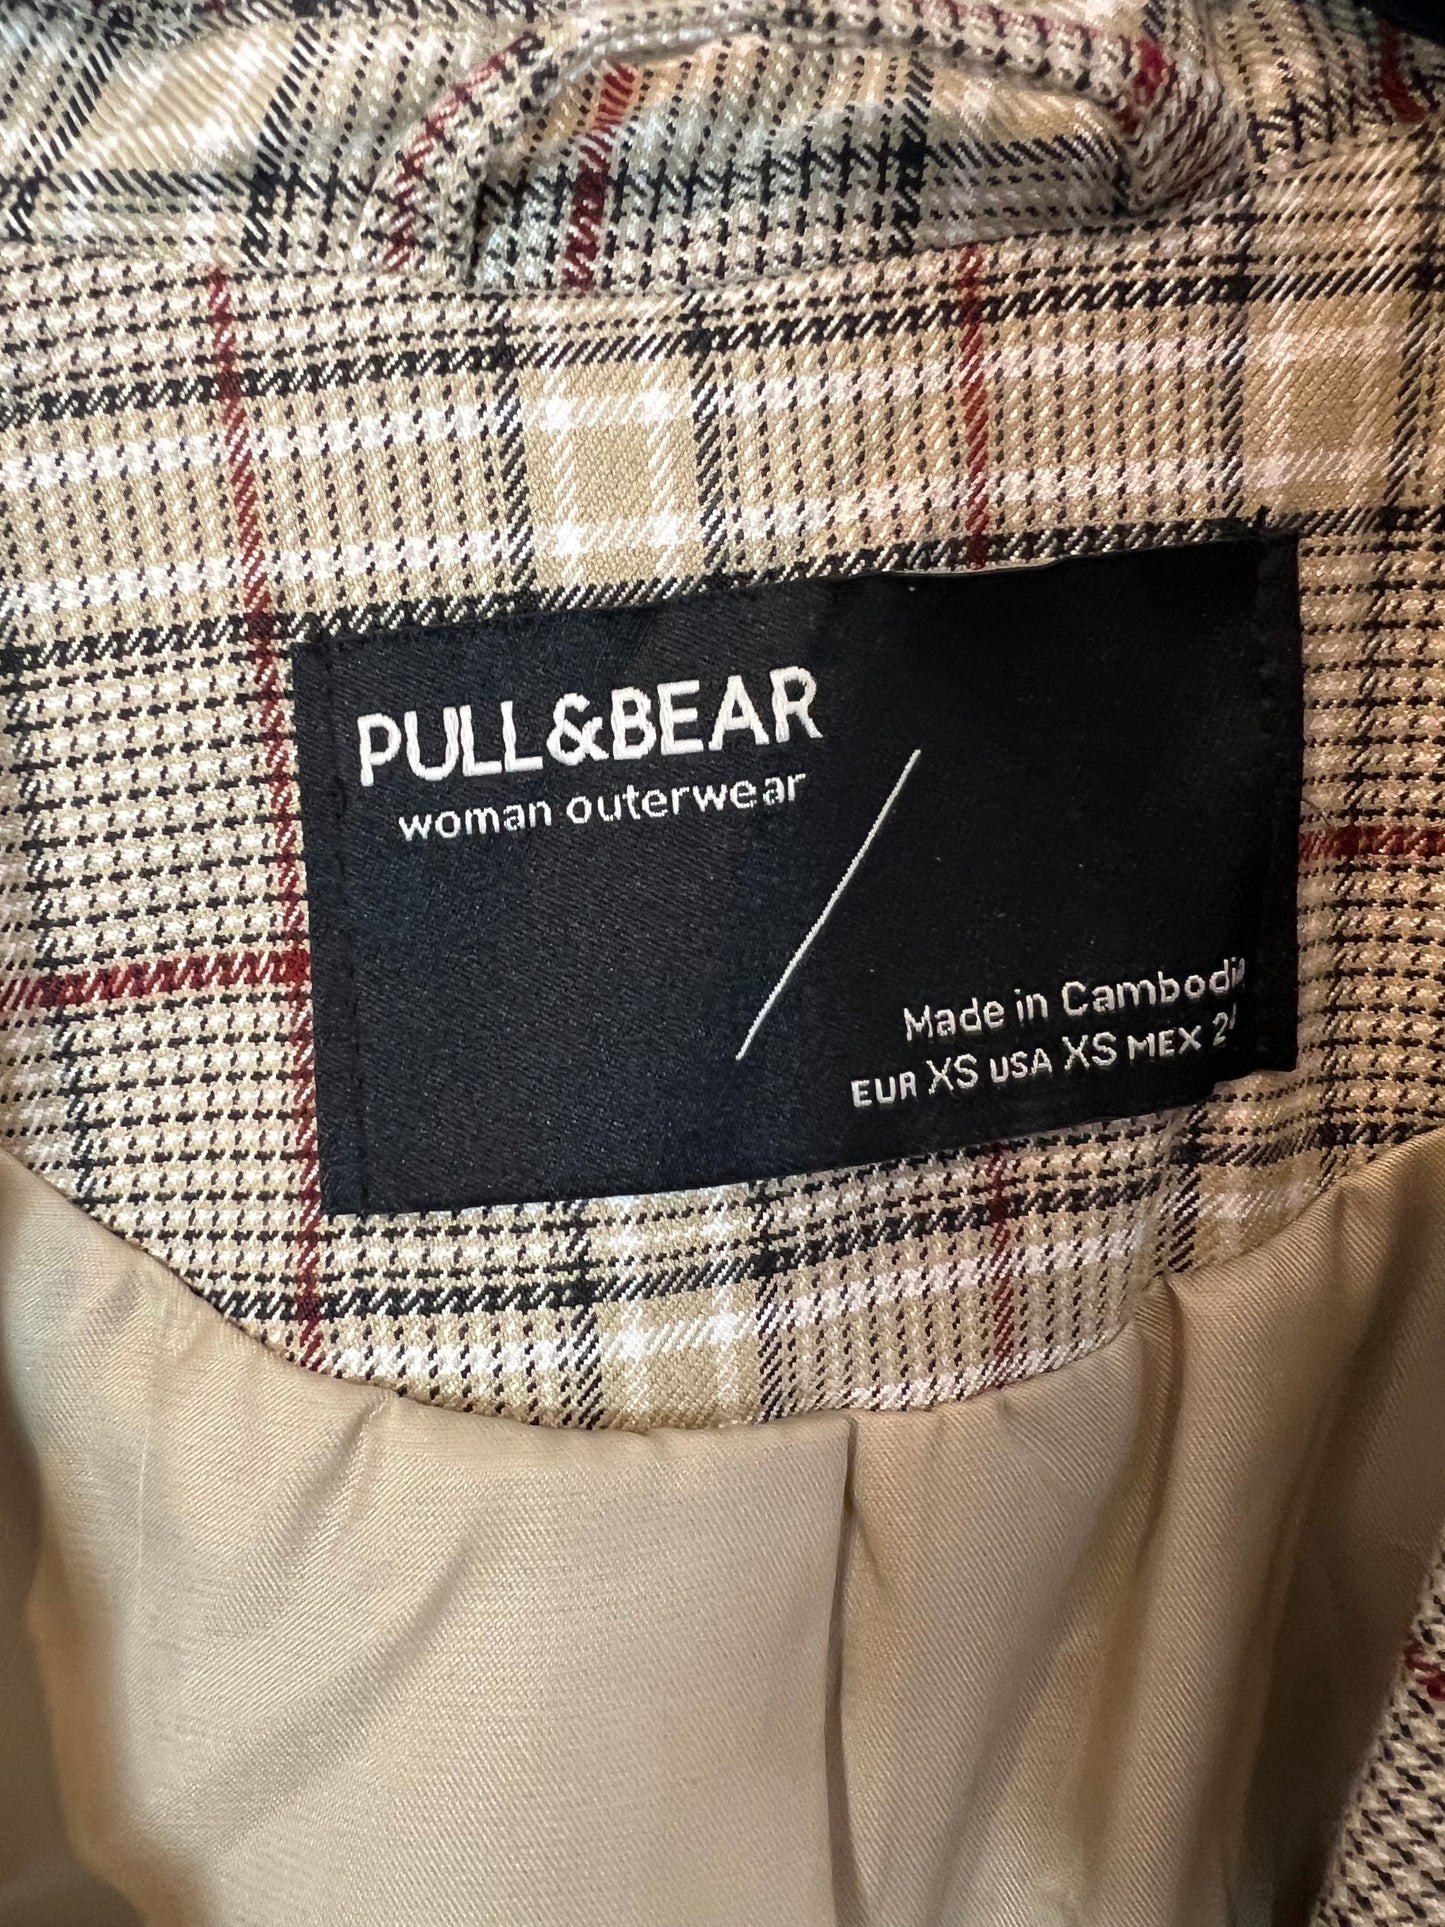 PULL&BEAR
woman outerwear
Made in Cambodia
EUR XS USA XS MEX